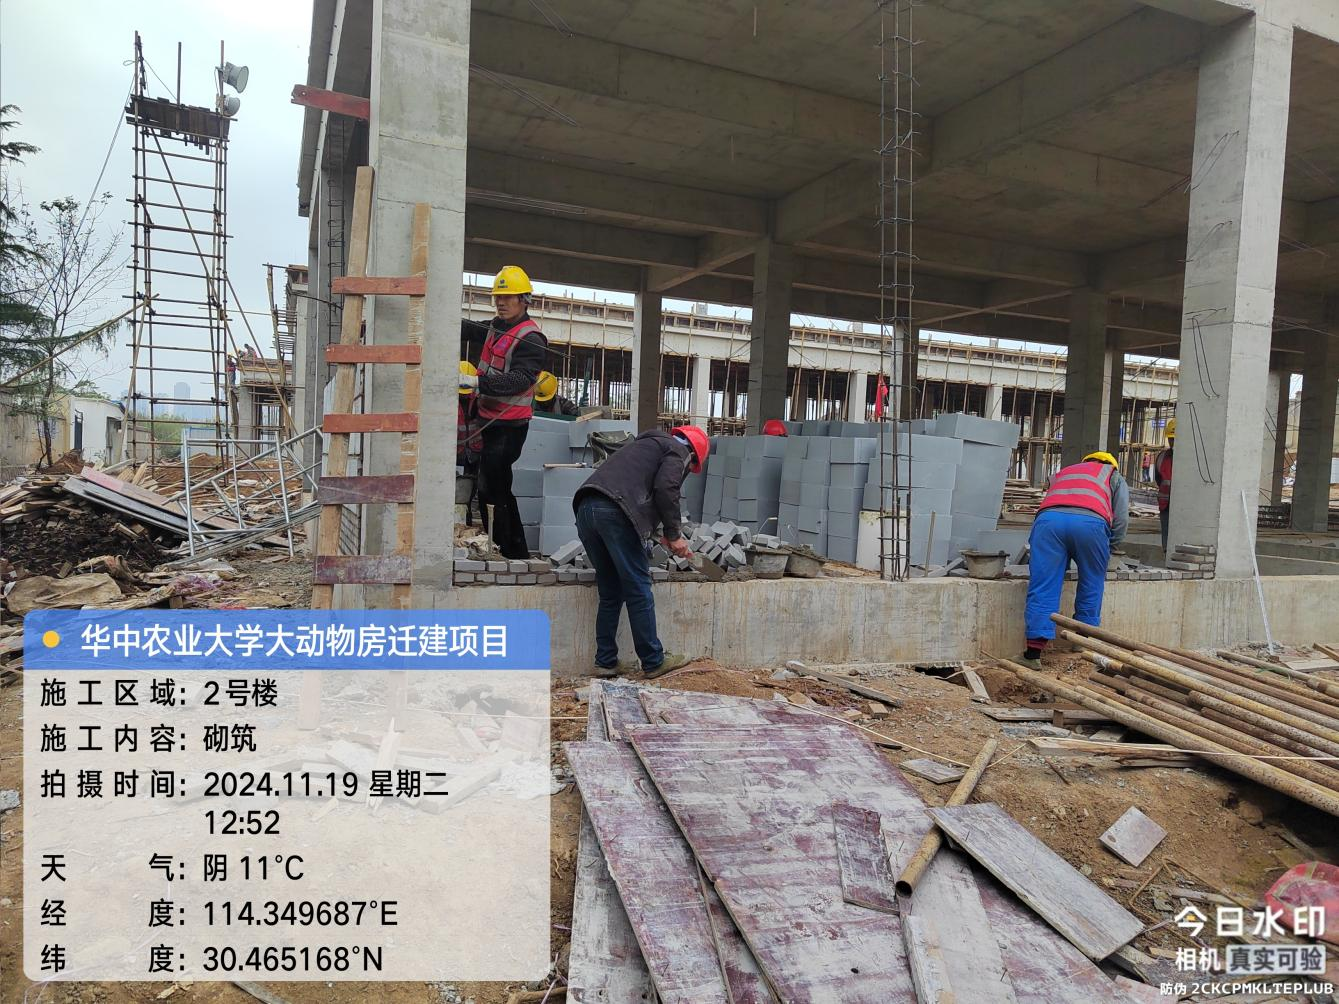 华中农业大学大动物房迁建项目
施工区域：2号楼
施工内容：砌筑
拍摄时间：2024.11.19 星期二
12:52
天气：阴 11℃
经度：114.349687°E
纬度：30.465168°N
今日水印
相机 真实可验
防伪 2CKCPMKLTEPLUB